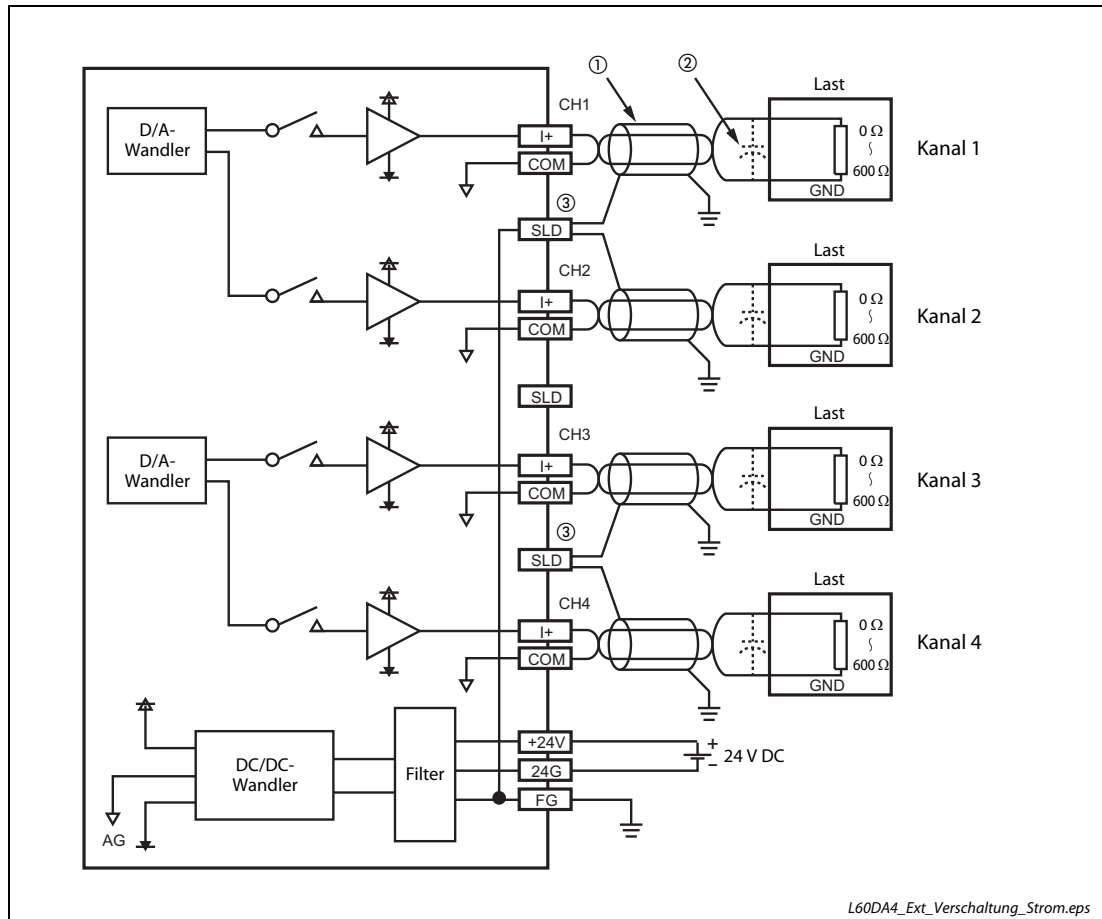 ① ② Last
CH1
D/A-
Wandler
I+
COM
0 Ω
∫
600 Ω
GND
Kanal 1
③
SLD
Last
CH2
I+
COM
0 Ω
∫
600 Ω
GND
Kanal 2
SLD
Last
CH3
D/A-
Wandler
I+
COM
0 Ω
∫
600 Ω
GND
Kanal 3
③
SLD
Last
CH4
I+
COM
0 Ω
∫
600 Ω
GND
Kanal 4
DC/DC-
Wandler
Filter
+24V
24G
FG
+
–
24 V DC
AG
L60DA4_Ext_Verschaltung_Strom.eps